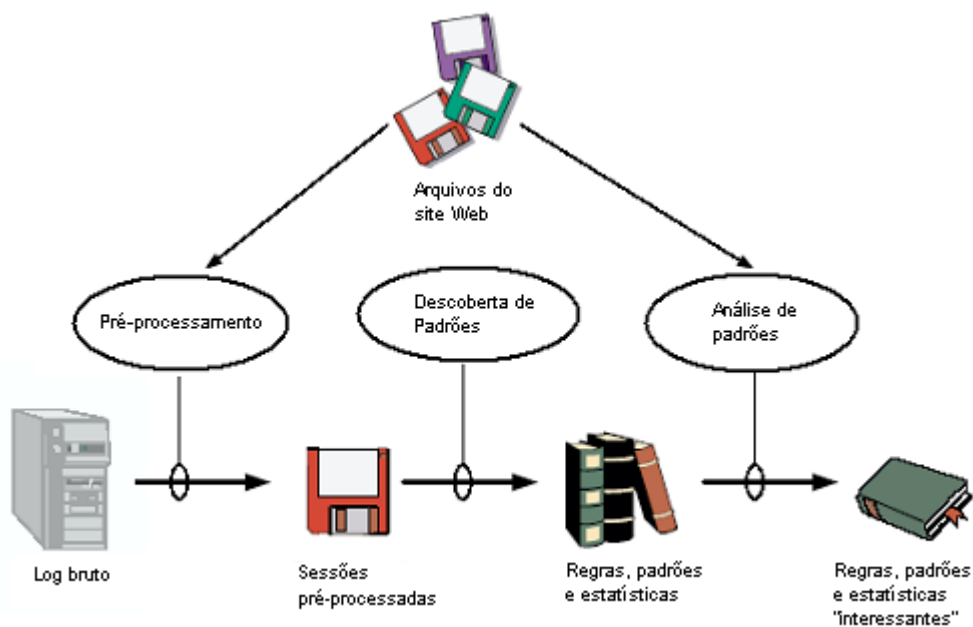 Arquivos do
site Web
Pré-processamento
Descoberta de
Padrões
Análise de
padrões
Log bruto
Sessões
pré-processadas
Regras, padrões
e estatísticas
Regras, padrões
e estatísticas
"interessantes"